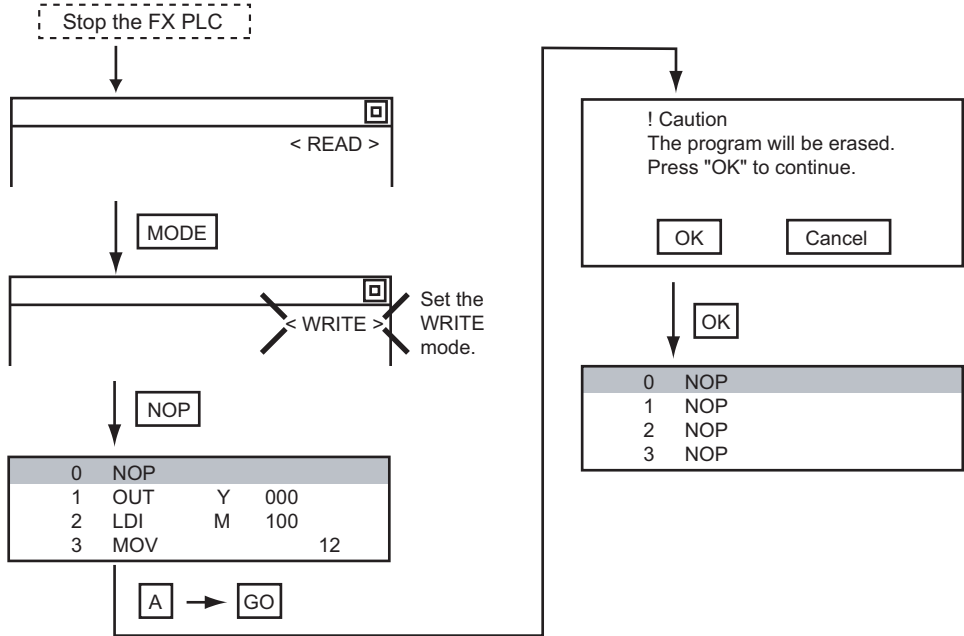 Stop the FX PLC
< READ >
MODE
< WRITE >
Set the
WRITE
mode.
NOP
0 NOP
1 OUT Y 000
2 LDI M 100
3 MOV 12
A GO
! Caution
The program will be erased.
Press "OK" to continue.
OK Cancel
OK
0 NOP
1 NOP
2 NOP
3 NOP